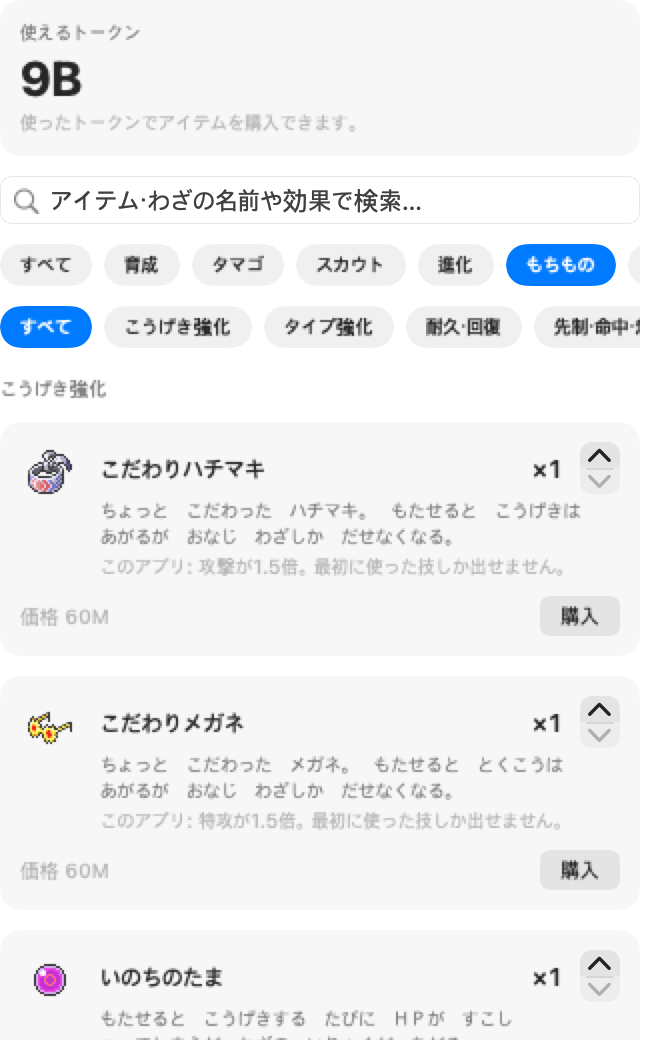 使えるトークン
9B
使ったトークンでアイテムを購入できます。
アイテム·わざの名前や効果で検索...
すべて 育成 タマゴ スカウト 進化 もちもの
すべて こうげき強化 タイプ強化 耐久·回復 先制·命中·
こうげき強化
こだわりハチマキ ×1
ちょっと　こだわった　ハチマキ。　もたせると　こうげきは
あがるが　おなじ　わざしか　だせなくなる。
このアプリ: 攻撃が1.5倍。最初に使った技しか出せません。
価格 60M 購入
こだわりメガネ ×1
ちょっと　こだわった　メガネ。　もたせると　とくこうは
あがるが　おなじ　わざしか　だせなくなる。
このアプリ: 特攻が1.5倍。最初に使った技しか出せません。
価格 60M 購入
いのちのたま ×1
もたせると　こうげきする　たびに　ＨＰが　すこし